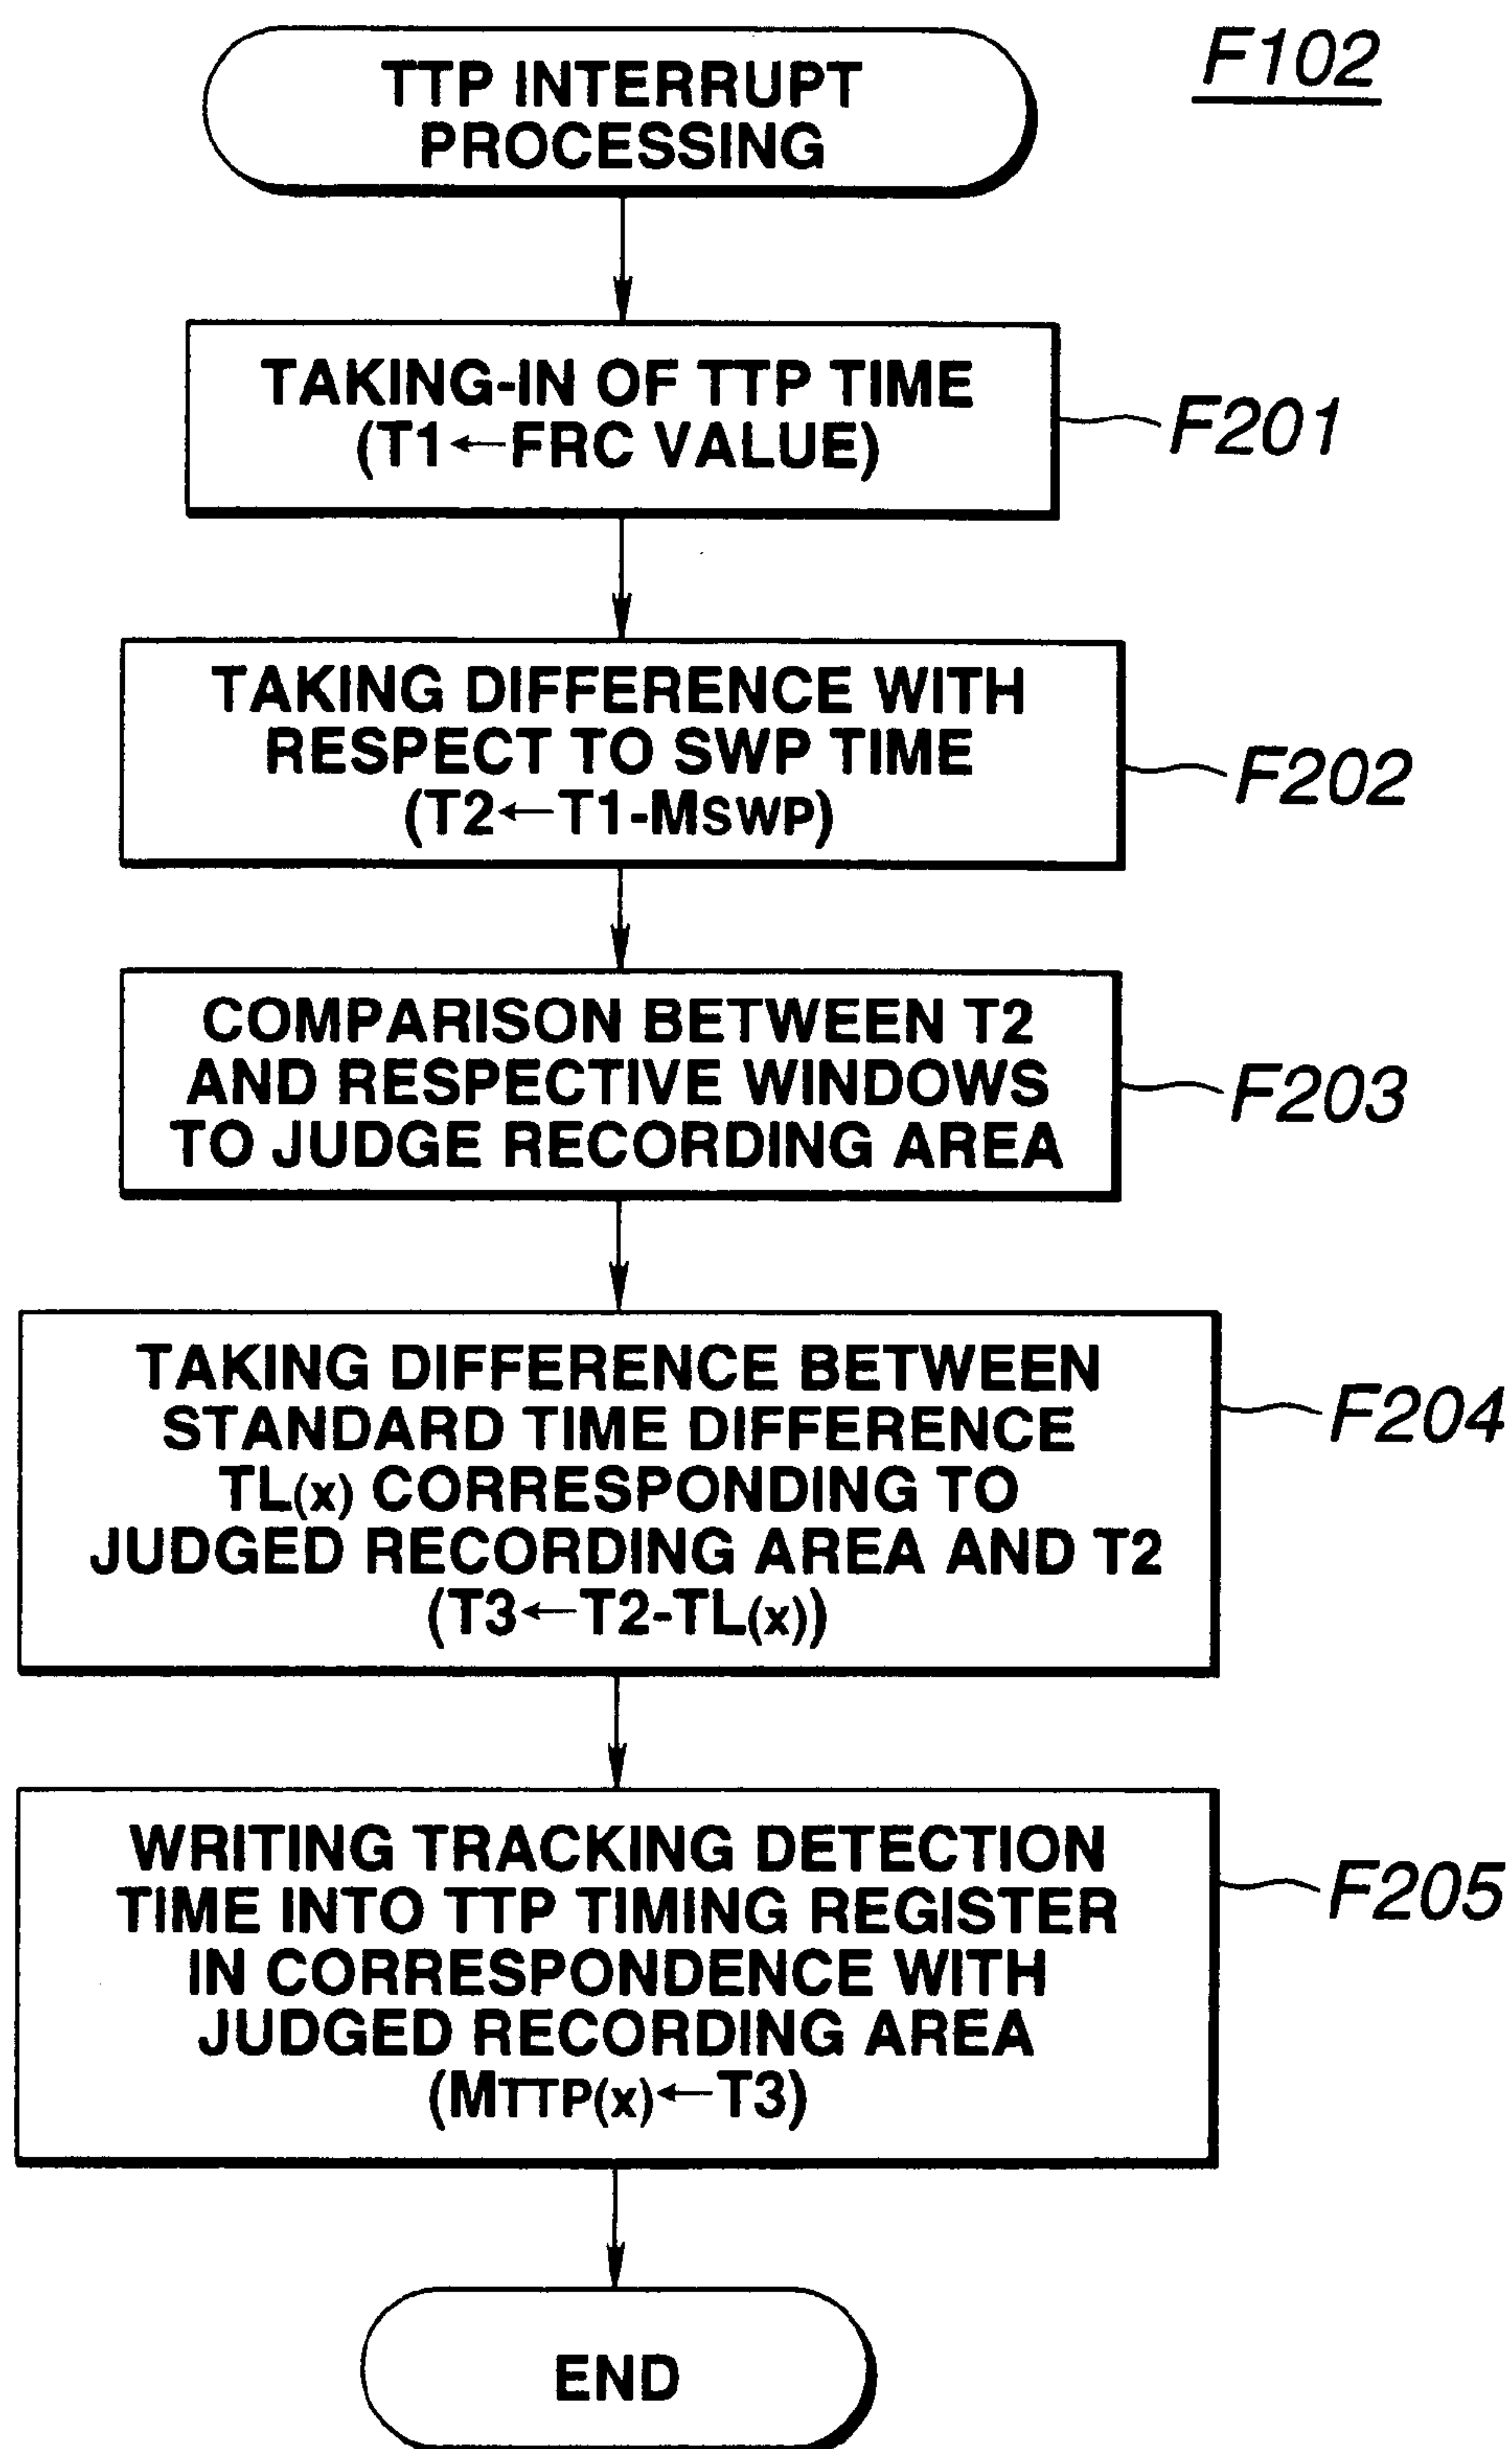 F102
TTP INTERRUPT
PROCESSING
TAKING-IN OF TTP TIME
(T1←FRC VALUE)
F201
TAKING DIFFERENCE WITH
RESPECT TO SWP TIME
(T2←T1-MSWP)
F202
COMPARISON BETWEEN T2
AND RESPECTIVE WINDOWS
TO JUDGE RECORDING AREA
F203
TAKING DIFFERENCE BETWEEN
STANDARD TIME DIFFERENCE
TL(x) CORRESPONDING TO
JUDGED RECORDING AREA AND T2
(T3←T2-TL(x))
F204
WRITING TRACKING DETECTION
TIME INTO TTP TIMING REGISTER
IN CORRESPONDENCE WITH
JUDGED RECORDING AREA
(MTTP(x)←T3)
F205
END